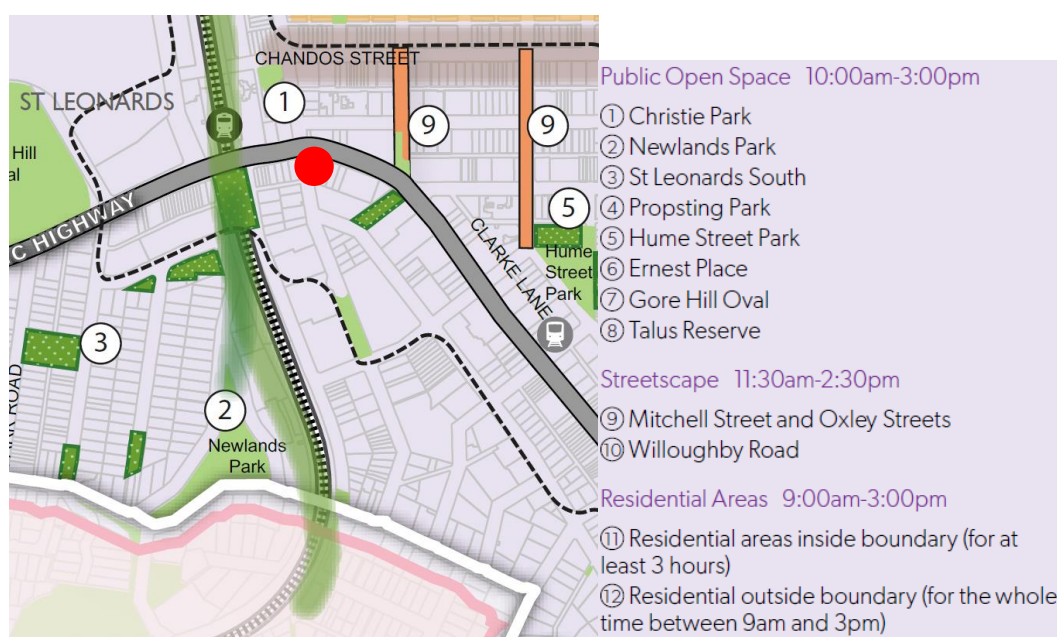 CHANDOS STREET
ST LEONARDS
1
9
9
Hill
al
C HIGHWAY
5
CLARKE LANE
Hume
Street
Park
3
2
Newlands
Park
Public Open Space 10:00am-3:00pm
1 Christie Park
2 Newlands Park
3 St Leonards South
4 Propsting Park
5 Hume Street Park
6 Ernest Place
7 Gore Hill Oval
8 Talus Reserve
Streetscape 11:30am-2:30pm
9 Mitchell Street and Oxley Streets
10 Willoughby Road
Residential Areas 9:00am-3:00pm
11 Residential areas inside boundary (for at
least 3 hours)
12 Residential outside boundary (for the whole
time between 9am and 3pm)